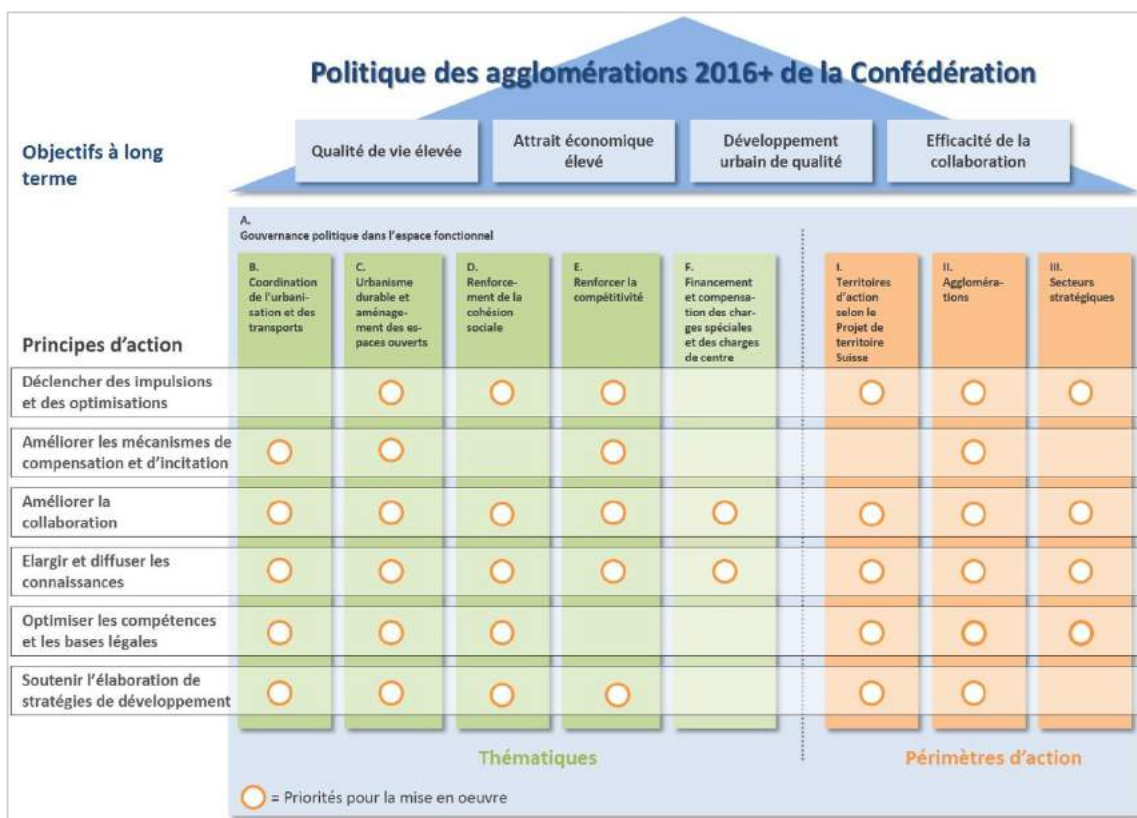 Politique des agglomérations 2016+ de la Confédération
Objectifs à long
terme
Qualité de vie élevée
Attrait économique
élevé
Développement
urbain de qualité
Efficacité de la
collaboration
A.
Gouvernance politique dans l'espace fonctionnel
B.
Coordination
de l'urbani-
sation et des
transports
C.
Urbanisme
durable et
aménage-
ment des es-
paces ouverts
D.
Renforce-
ment de la
cohésion
sociale
E.
Renforcer la
compétitivité
F.
Financement
et compensa-
tion des char-
ges spéciales
et des charges
de centre
I.
Territoires
d'action
selon le
Projet de
territoire
Suisse
II.
Aggloméra-
tions
III.
Secteurs
stratégiques
Principes d'action
Déclencher des impulsions
et des optimisations
Améliorer les mécanismes de
compensation et d'incitation
Améliorer la
collaboration
Elargir et diffuser les
connaissances
Optimiser les compétences
et les bases légales
Soutenir l'élaboration de
stratégies de développement
Thématiques
Périmètres d'action
= Priorités pour la mise en oeuvre